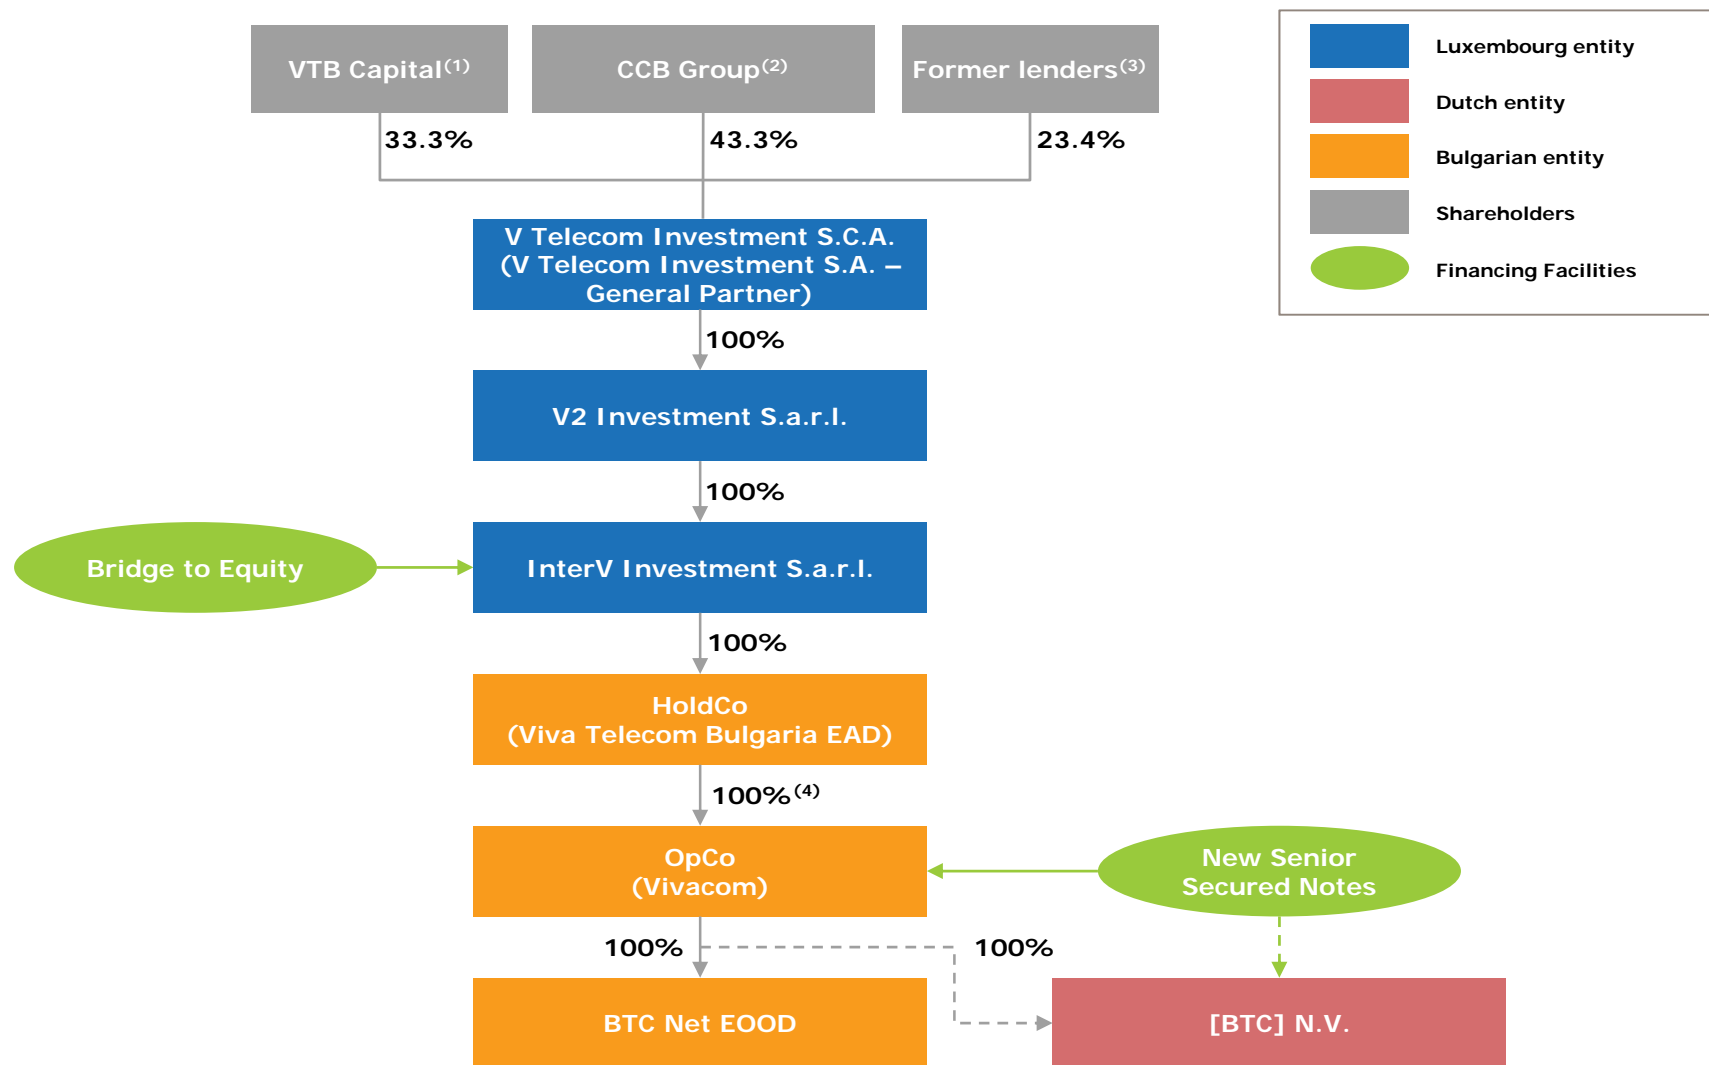 VTB Capital(1)
CCB Group(2)
Former lenders(3)
33.3%
43.3%
23.4%
Luxembourg entity
Dutch entity
Bulgarian entity
Shareholders
Financing Facilities
V Telecom Investment S.C.A.
(V Telecom Investment S.A. –
General Partner)
100%
V2 Investment S.a.r.l.
100%
Bridge to Equity
InterV Investment S.a.r.l.
100%
HoldCo
(Viva Telecom Bulgaria EAD)
100%(4)
OpCo
(Vivacom)
New Senior
Secured Notes
100%
100%
BTC Net EOOD
[BTC] N.V.